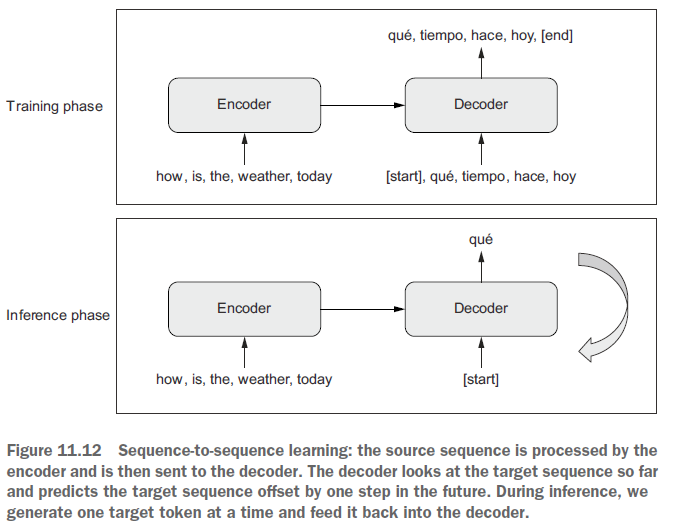 qué, tiempo, hace, hoy, [end]
Training phase
Encoder
Decoder
how, is, the, weather, today
[start], qué, tiempo, hace, hoy
qué
Inference phase
Encoder
Decoder
how, is, the, weather, today
[start]
Figure 11.12 Sequence-to-sequence learning: the source sequence is processed by the
encoder and is then sent to the decoder. The decoder looks at the target sequence so far
and predicts the target sequence offset by one step in the future. During inference, we
generate one target token at a time and feed it back into the decoder.